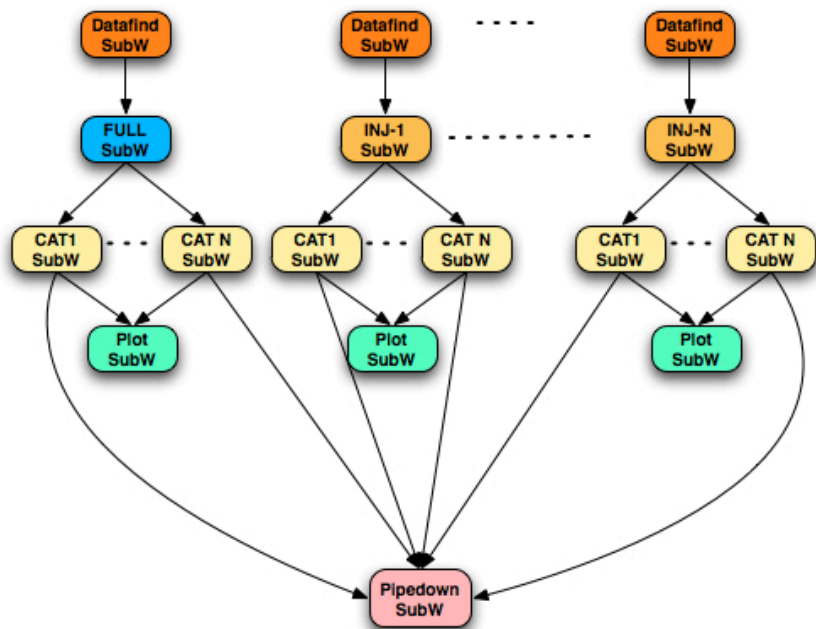 Datafind
SubW
Datafind
SubW
Datafind
SubW
FULL
SubW
INJ-1
SubW
INJ-N
SubW
CAT1
SubW
CAT N
SubW
CAT1
SubW
CAT N
SubW
CAT1
SubW
CAT N
SubW
Plot
SubW
Plot
SubW
Plot
SubW
Pipedown
SubW